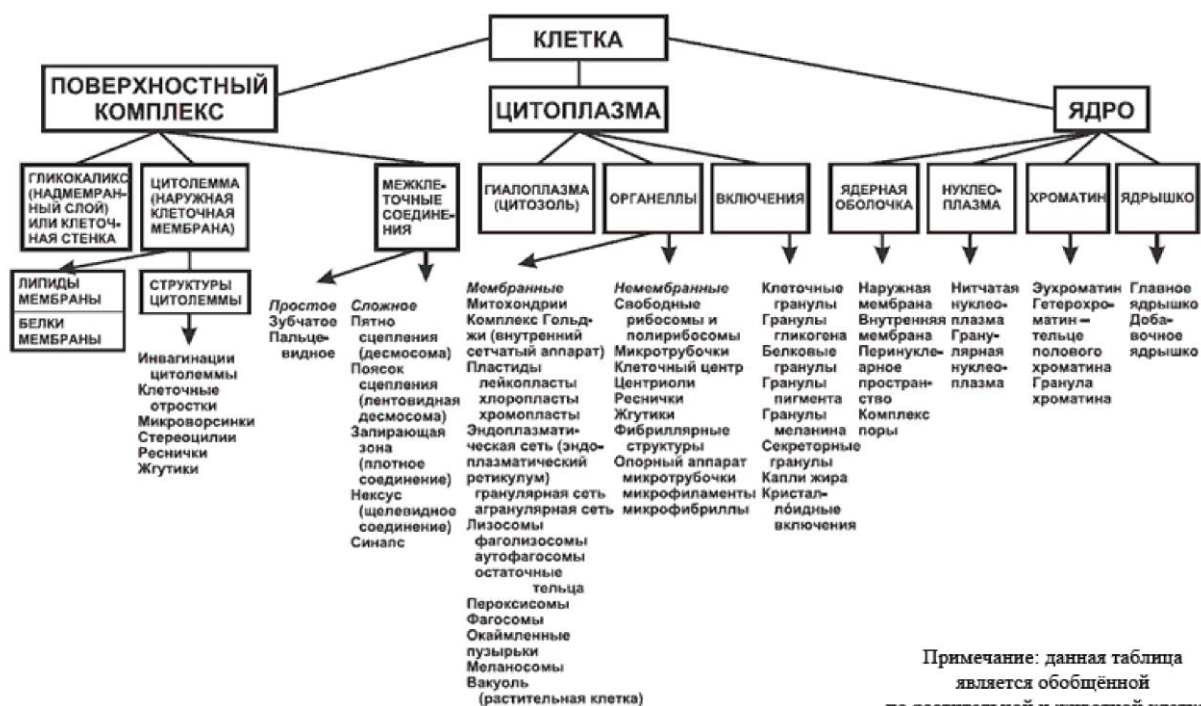 КЛЕТКА
ПОВЕРХНОСТНЫЙ
КОМПЛЕКС
ЦИТОПЛАЗМА
ЯДРО
ГЛИКОКАЛИКС
(НАДМЕМРАН-
НЫЙ СЛОЙ)
ИЛИ КЛЕТОЧ-
НАЯ СТЕНКА
ЦИТОЛЕММА
(НАРУЖНАЯ
КЛЕТОЧНАЯ
МЕМБРАНА)
МЕЖКЛЕ-
ТОЧНЫЕ
СОЕДИНЕ-
НИЯ
ГИАЛОПЛАЗМА
(ЦИТОЗОЛЬ)
ОРГАНЕЛЛЫ
ВКЛЮЧЕНИЯ
ЯДЕРНАЯ
ОБОЛОЧКА
НУКЛЕО-
ПЛАЗМА
ХРОМАТИН
ЯДРЫШКО
ЛИПИДЫ
МЕМБРАНЫ
БЕЛКИ
МЕМБРАНЫ
СТРУКТУРЫ
ЦИТОЛЕММЫ
Инвагинации
цитолеммы
Клеточные
отростки
Микроворсинки
Стереоцилии
Реснички
Жгутики
Простое
Зубчатое
Пальце-
видное
Сложное
Пятно
сцепления
(десмосома)
Поясок
сцепления
(лентовидная
десмосома)
Запирающая
зона
(плотное
соединение)
Нексус
(щелевидное
соединение)
Синапс
Мембранные
Митохондрии
Комплекс Гольд-
жи (внутренний
сетчатый аппарат)
Пластиды
лейкопласты
хлоропласты
хромопласты
Эндоплазмати-
ческая сеть (эндо-
плазматический
ретикулум)
гранулярная сеть
агранулярная сеть
Лизосомы
фаголизосомы
аутофагосомы
остаточные
тельца
Пероксисомы
Фагосомы
Окаймленные
пузырьки
Меланосомы
Вакуоль
(растительная клетка)
Немембранные
Свободные
рибосомы и
полирибосомы
Микротрубочки
Клеточный центр
Центриоли
Реснички
Жгутики
Фибриллярные
структуры
Опорный аппарат
микротрубочки
микрофиламенты
микрофибриллы
Клеточные
гранулы
Гранулы
гликогена
Белковые
гранулы
Гранулы
пигмента
Гранулы
меланина
Секреторные
гранулы
Капли жира
Кристал-
ло́идные
включения
Наружная
мембрана
Внутренняя
мембрана
Перинукле-
арное
простран-
ство
Комплекс
поры
Нитчатая
нуклео-
плазма
Грану-
лярная
нуклео-
плазма
Эухроматин
Гетерохро-
матин –
тельце
полового
хроматина
Гранула
хроматина
Главное
ядрышко
Доба-
вочное
ядрышко
Примечание: данная таблица
является обобщённой
по растительной и животной клетке